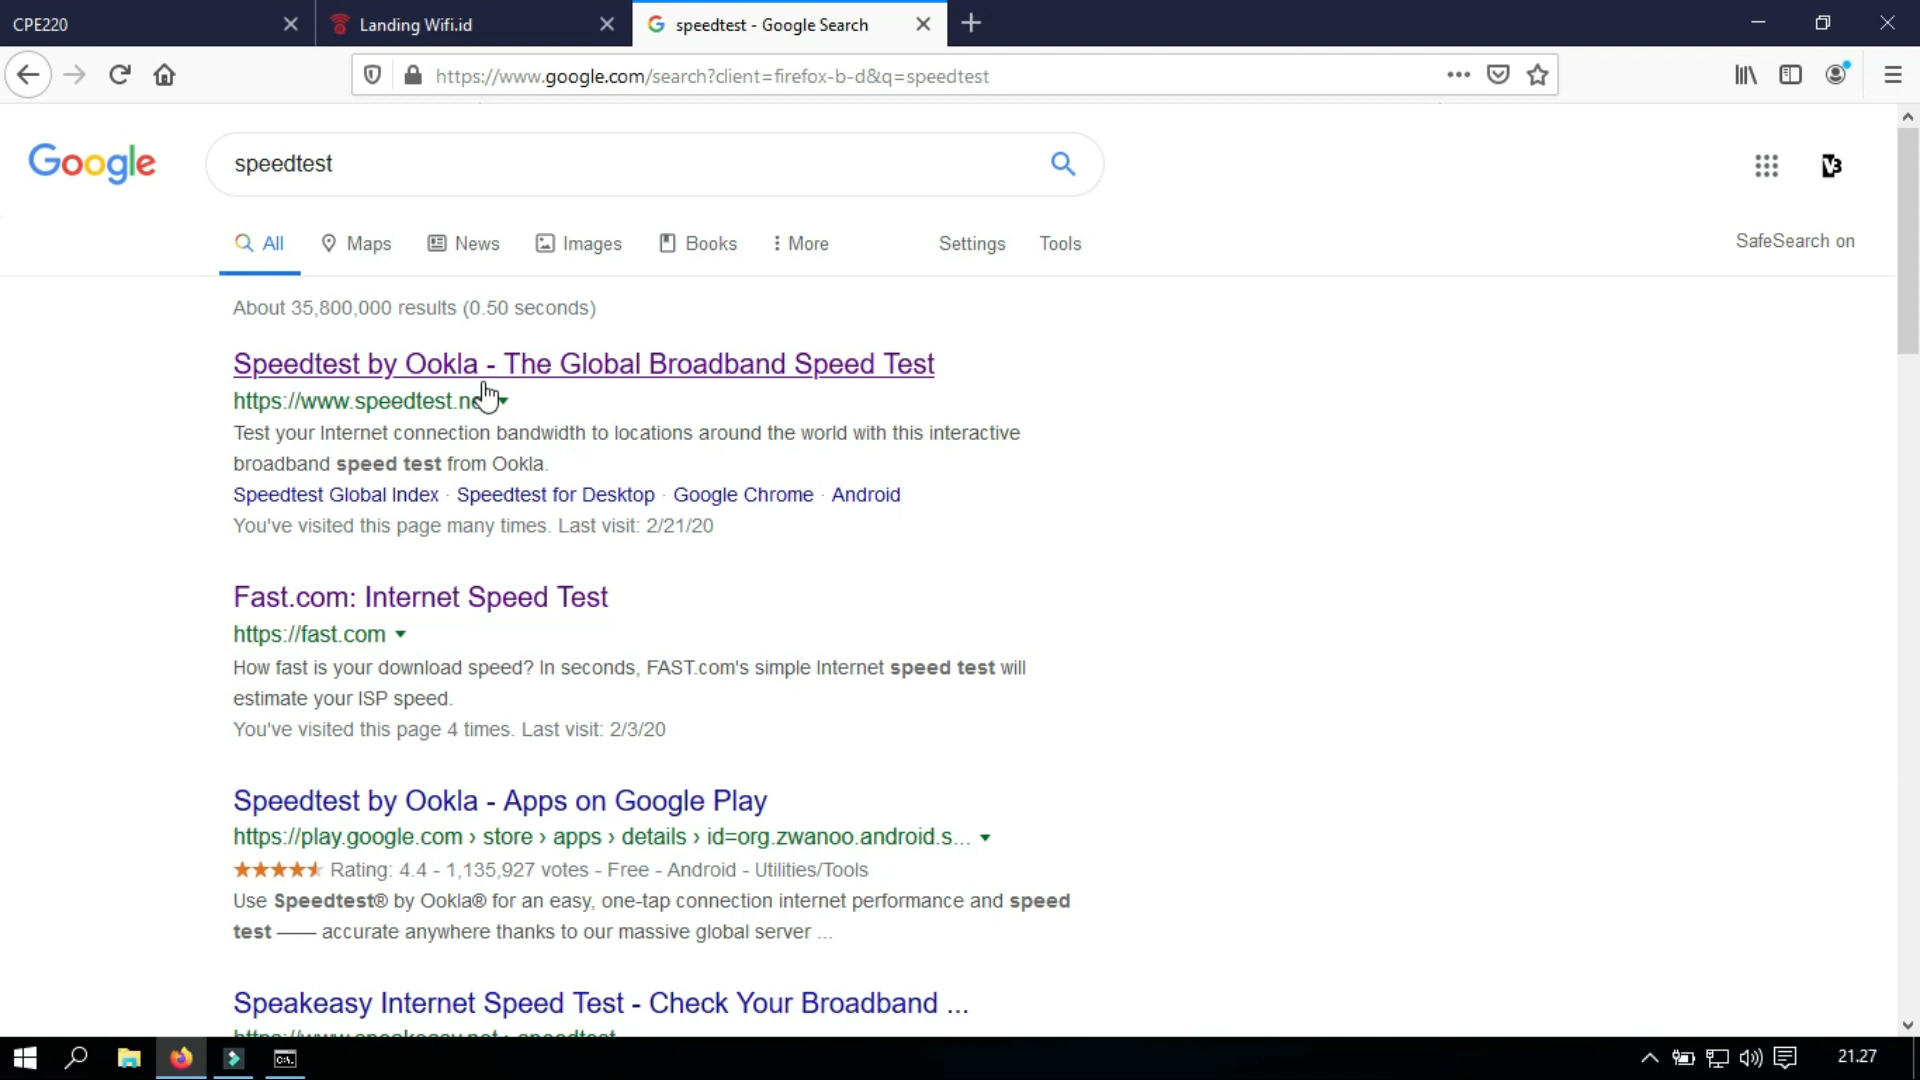 CPE220
Landing Wifi.id
speedtest - Google Search
https://www.google.com/search?client=firefox-b-d&q=speedtest
Google
speedtest
All
Maps
News
Images
Books
More
Settings
Tools
SafeSearch on
About 35,800,000 results (0.50 seconds)
Speedtest by Ookla - The Global Broadband Speed Test
https://www.speedtest.ne
Test your Internet connection bandwidth to locations around the world with this interactive
broadband speed test from Ookla.
Speedtest Global Index · Speedtest for Desktop · Google Chrome · Android
You've visited this page many times. Last visit: 2/21/20
Fast.com: Internet Speed Test
https://fast.com
How fast is your download speed? In seconds, FAST.com's simple Internet speed test will
estimate your ISP speed.
You've visited this page 4 times. Last visit: 2/3/20
Speedtest by Ookla - Apps on Google Play
https://play.google.com › store › apps › details › id=org.zwanoo.android.s...
Rating: 4.4 - 1,135,927 votes - Free - Android - Utilities/Tools
Use Speedtest® by Ookla® for an easy, one-tap connection internet performance and speed
test —— accurate anywhere thanks to our massive global server ...
Speakeasy Internet Speed Test - Check Your Broadband ...
https://www.speakeasy.net › speedtest
21.27